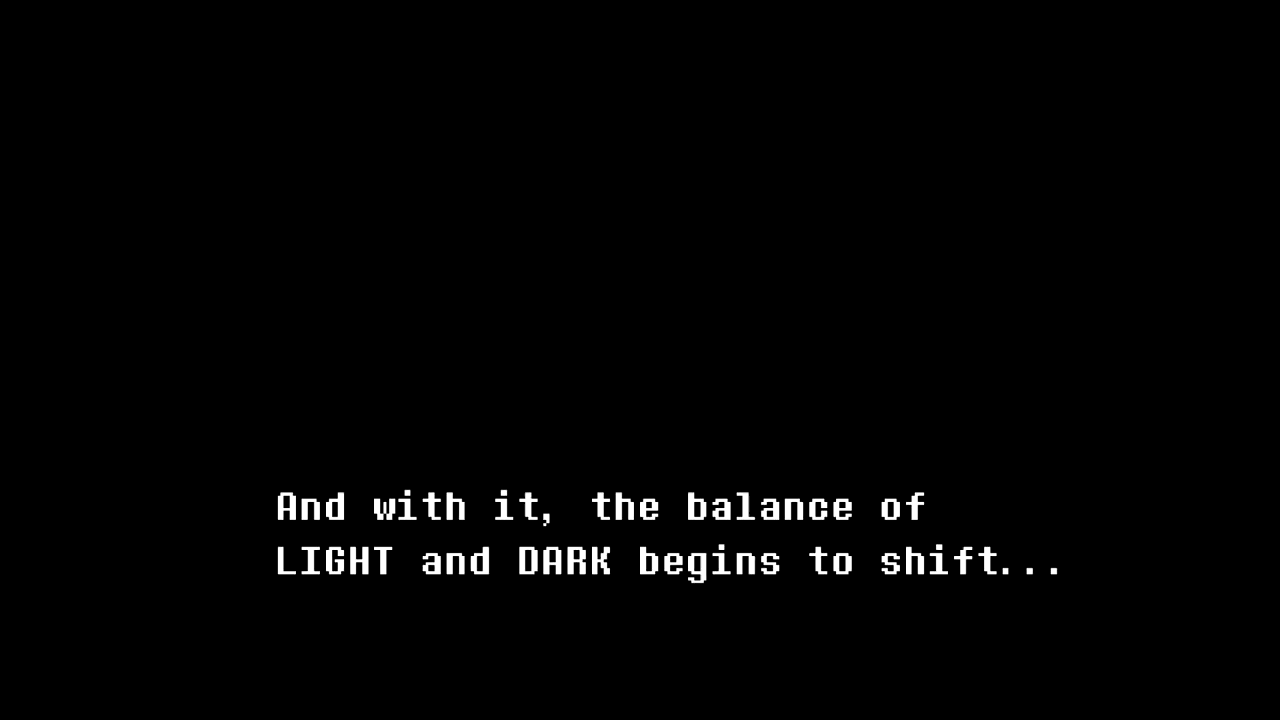 And with it, the balance of
LIGHT and DARK begins to shift...